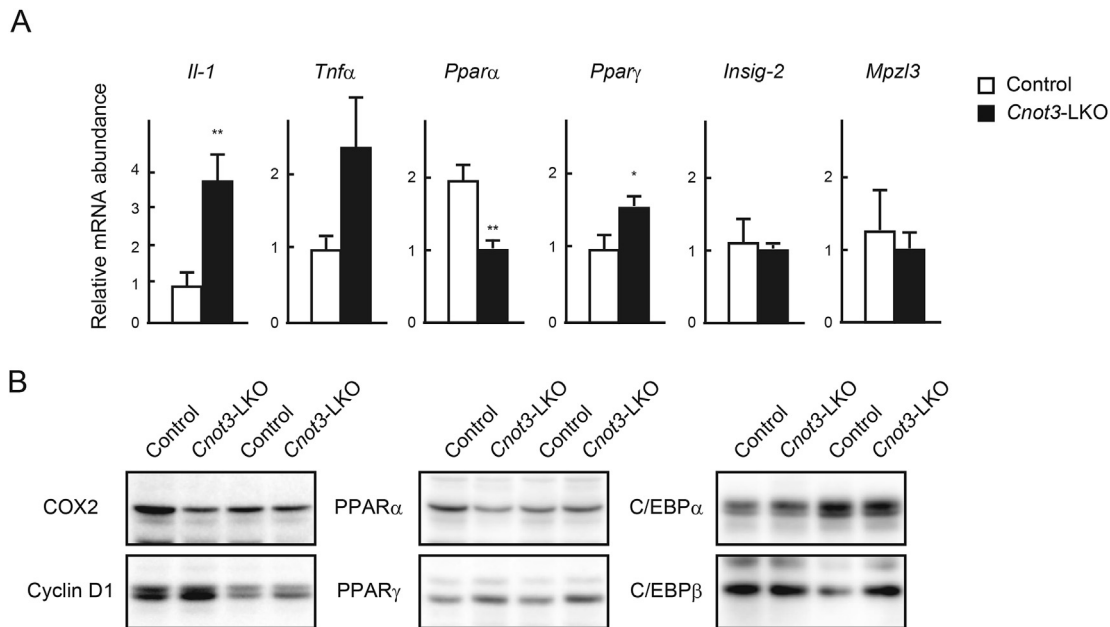 A
Il-1
Tnfα
Pparα
Pparγ
Insig-2
Mpzl3
Control
Cnot3-LKO
Relative mRNA abundance
4
3
2
1
0
**
2
1
0
2
1
0
**
2
1
0
*
2
1
0
2
1
0
B
Control
Cnot3-LKO
Control
Cnot3-LKO
Control
Cnot3-LKO
Control
Cnot3-LKO
Control
Cnot3-LKO
Control
Cnot3-LKO
COX2
PPARα
C/EBPα
Cyclin D1
PPARγ
C/EBPβ